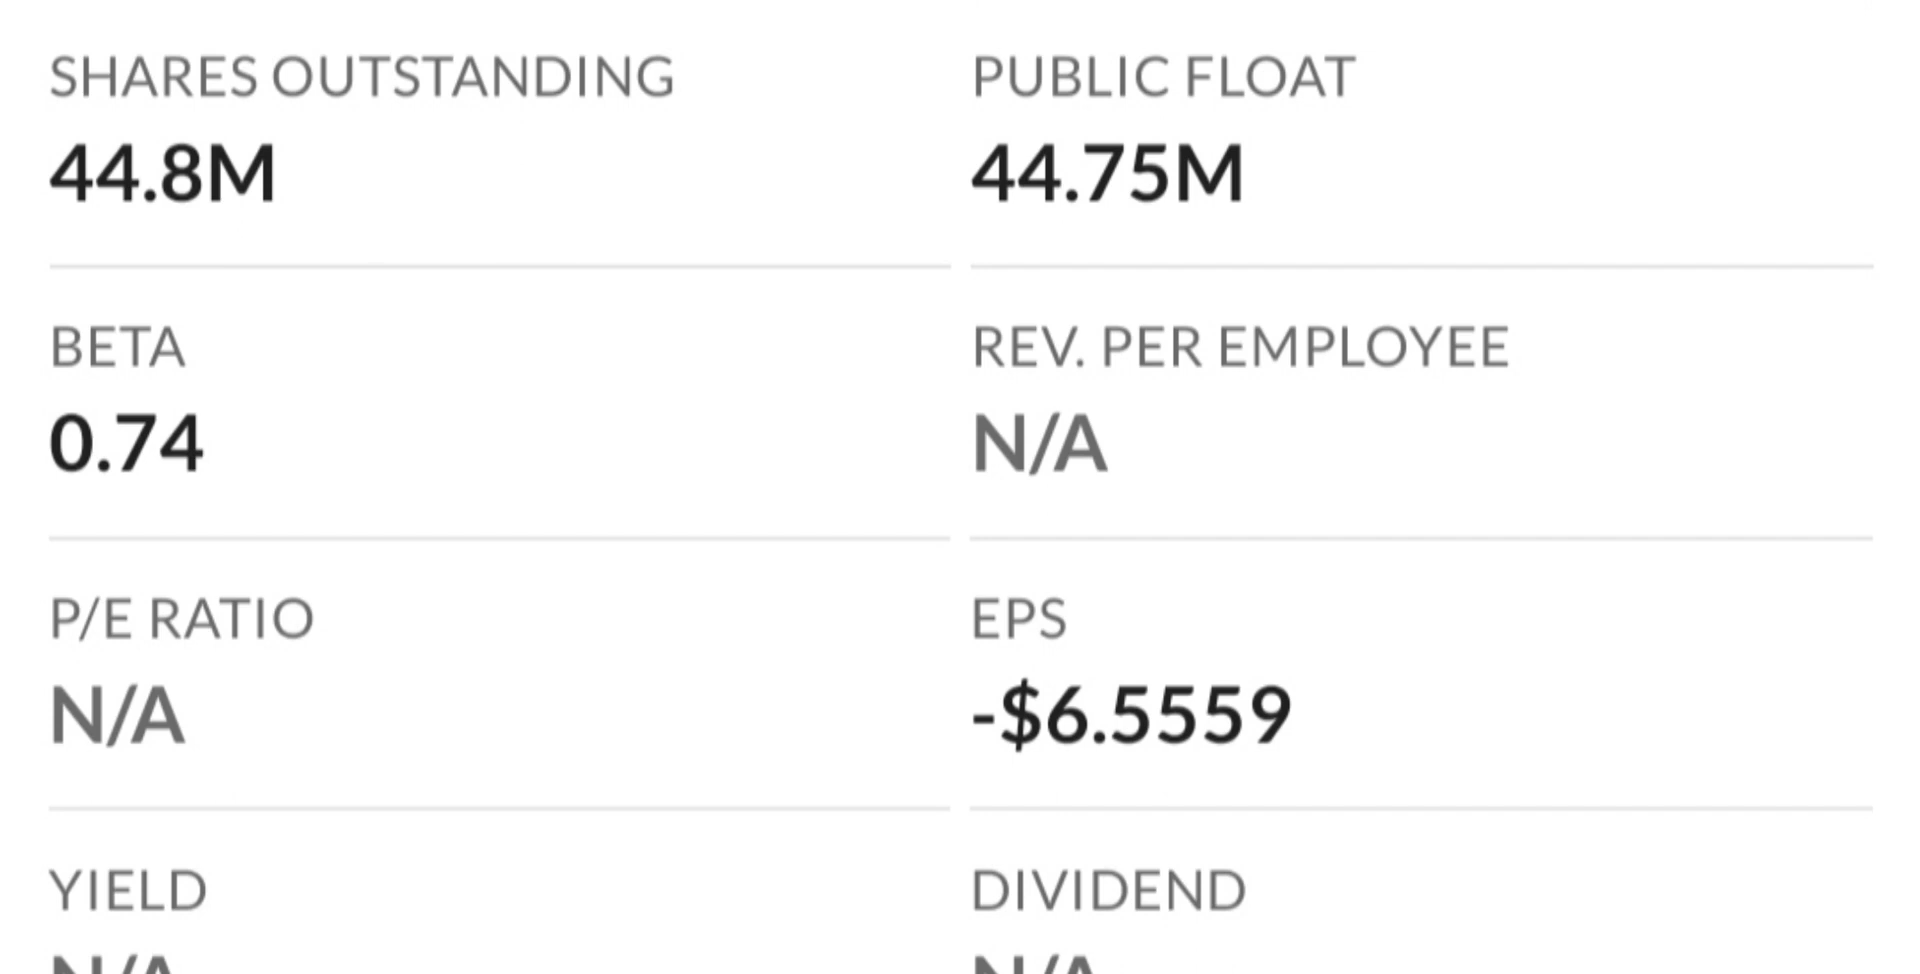 SHARES OUTSTANDING
44.8M
PUBLIC FLOAT
44.75M
BETA
0.74
REV. PER EMPLOYEE
N/A
P/E RATIO
N/A
EPS
-$6.5559
YIELD
N/A
DIVIDEND
N/A